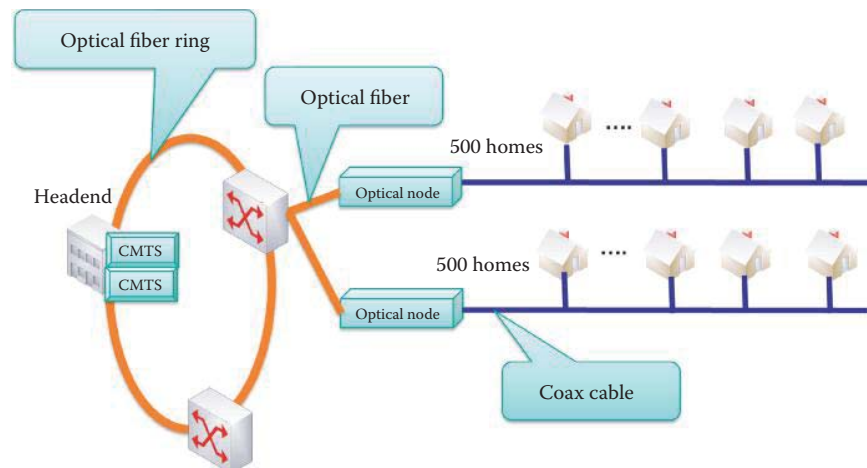 Optical fiber ring
Optical fiber
500 homes
Optical node
Headend
CMTS
CMTS
500 homes
Optical node
Coax cable